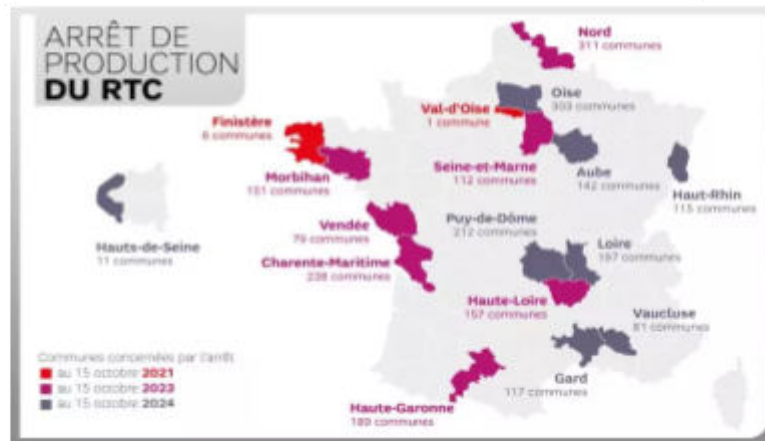 ARRÊT DE
PRODUCTION
DU RTC
Nord
311 communes
Oise
303 communes
Val-d'Oise
1 commune
Finistère
6 communes
Seine-et-Marne
112 communes
Aube
142 communes
Haut-Rhin
115 communes
Morbihan
151 communes
Vendée
79 communes
Puy-de-Dôme
212 communes
Hauts-de-Seine
11 communes
Loire
197 communes
Charente-Maritime
238 communes
Haute-Loire
157 communes
Vaucluse
81 communes
Gard
117 communes
Haute-Garonne
189 communes
Communes concernées par l'arrêt
au 15 octobre 2021
au 15 octobre 2023
au 15 octobre 2024